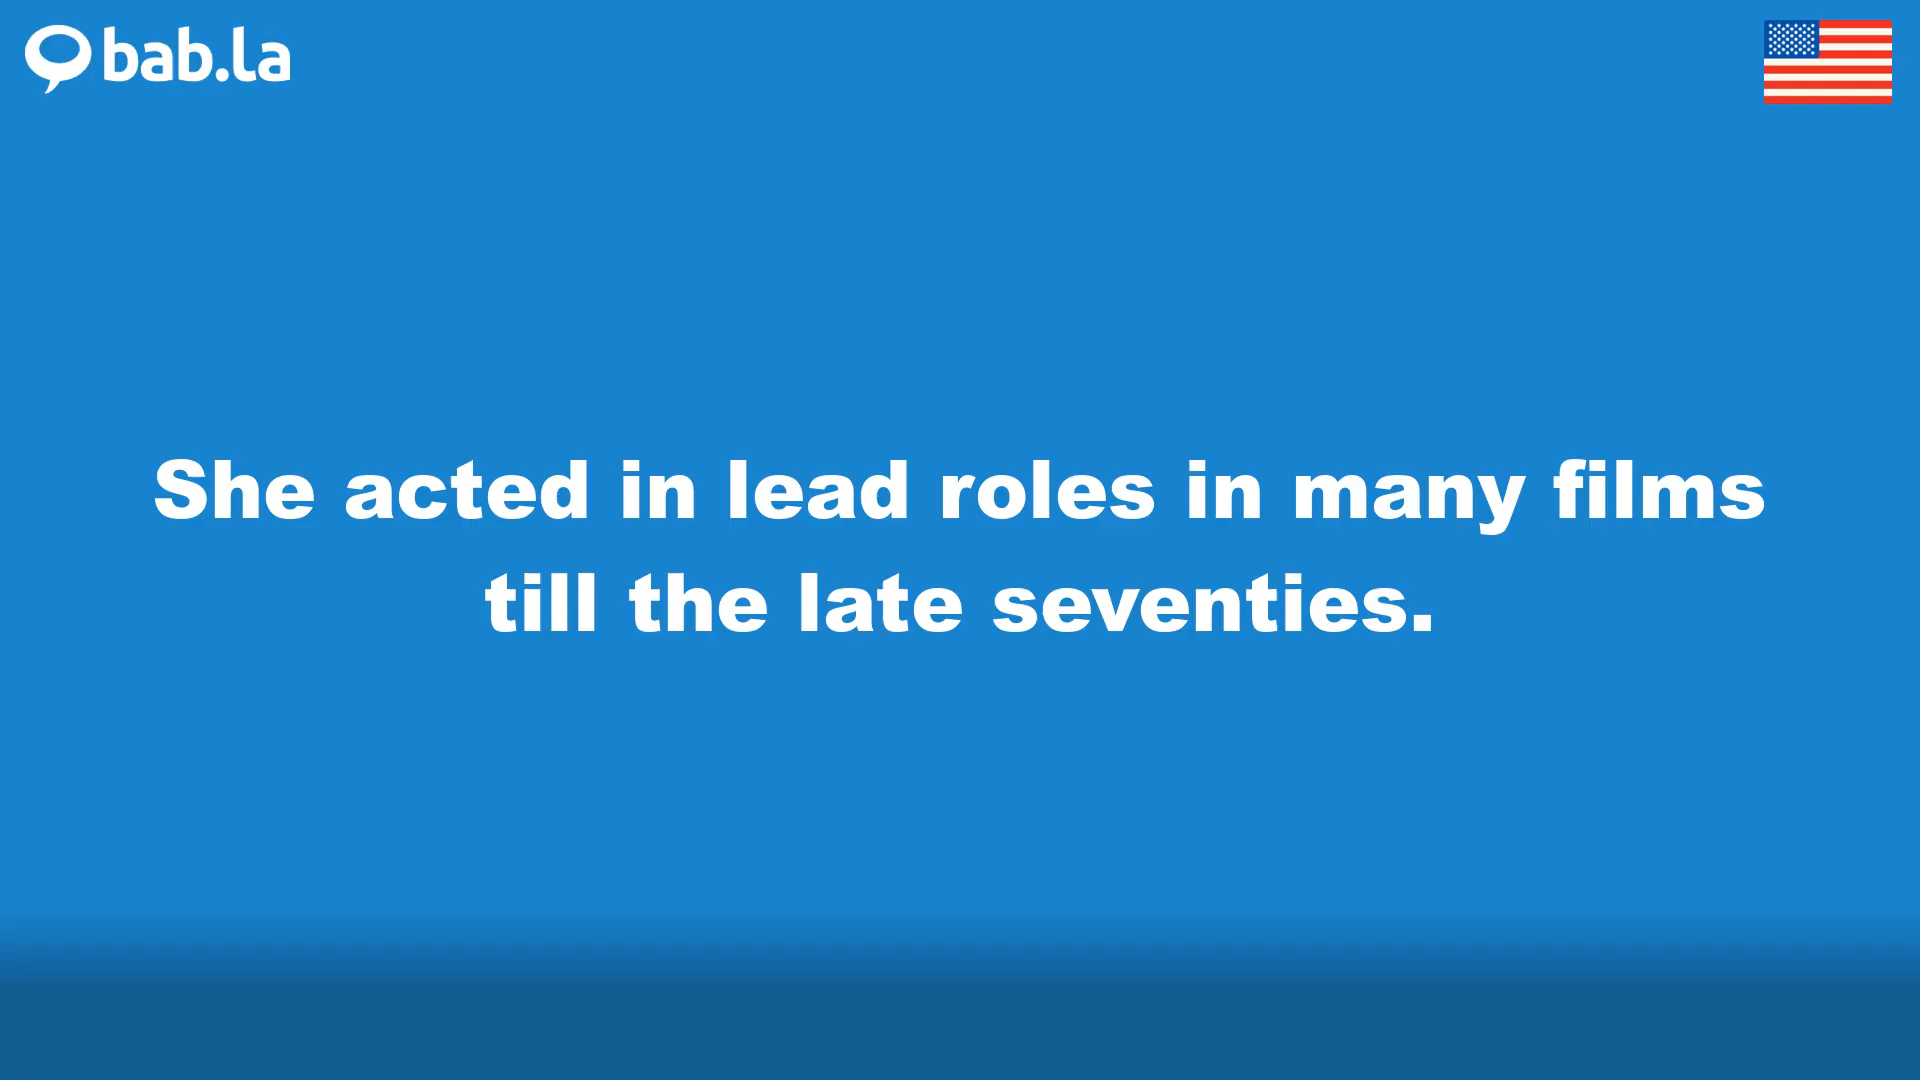 bab.la
She acted in lead roles in many films
till the late seventies.